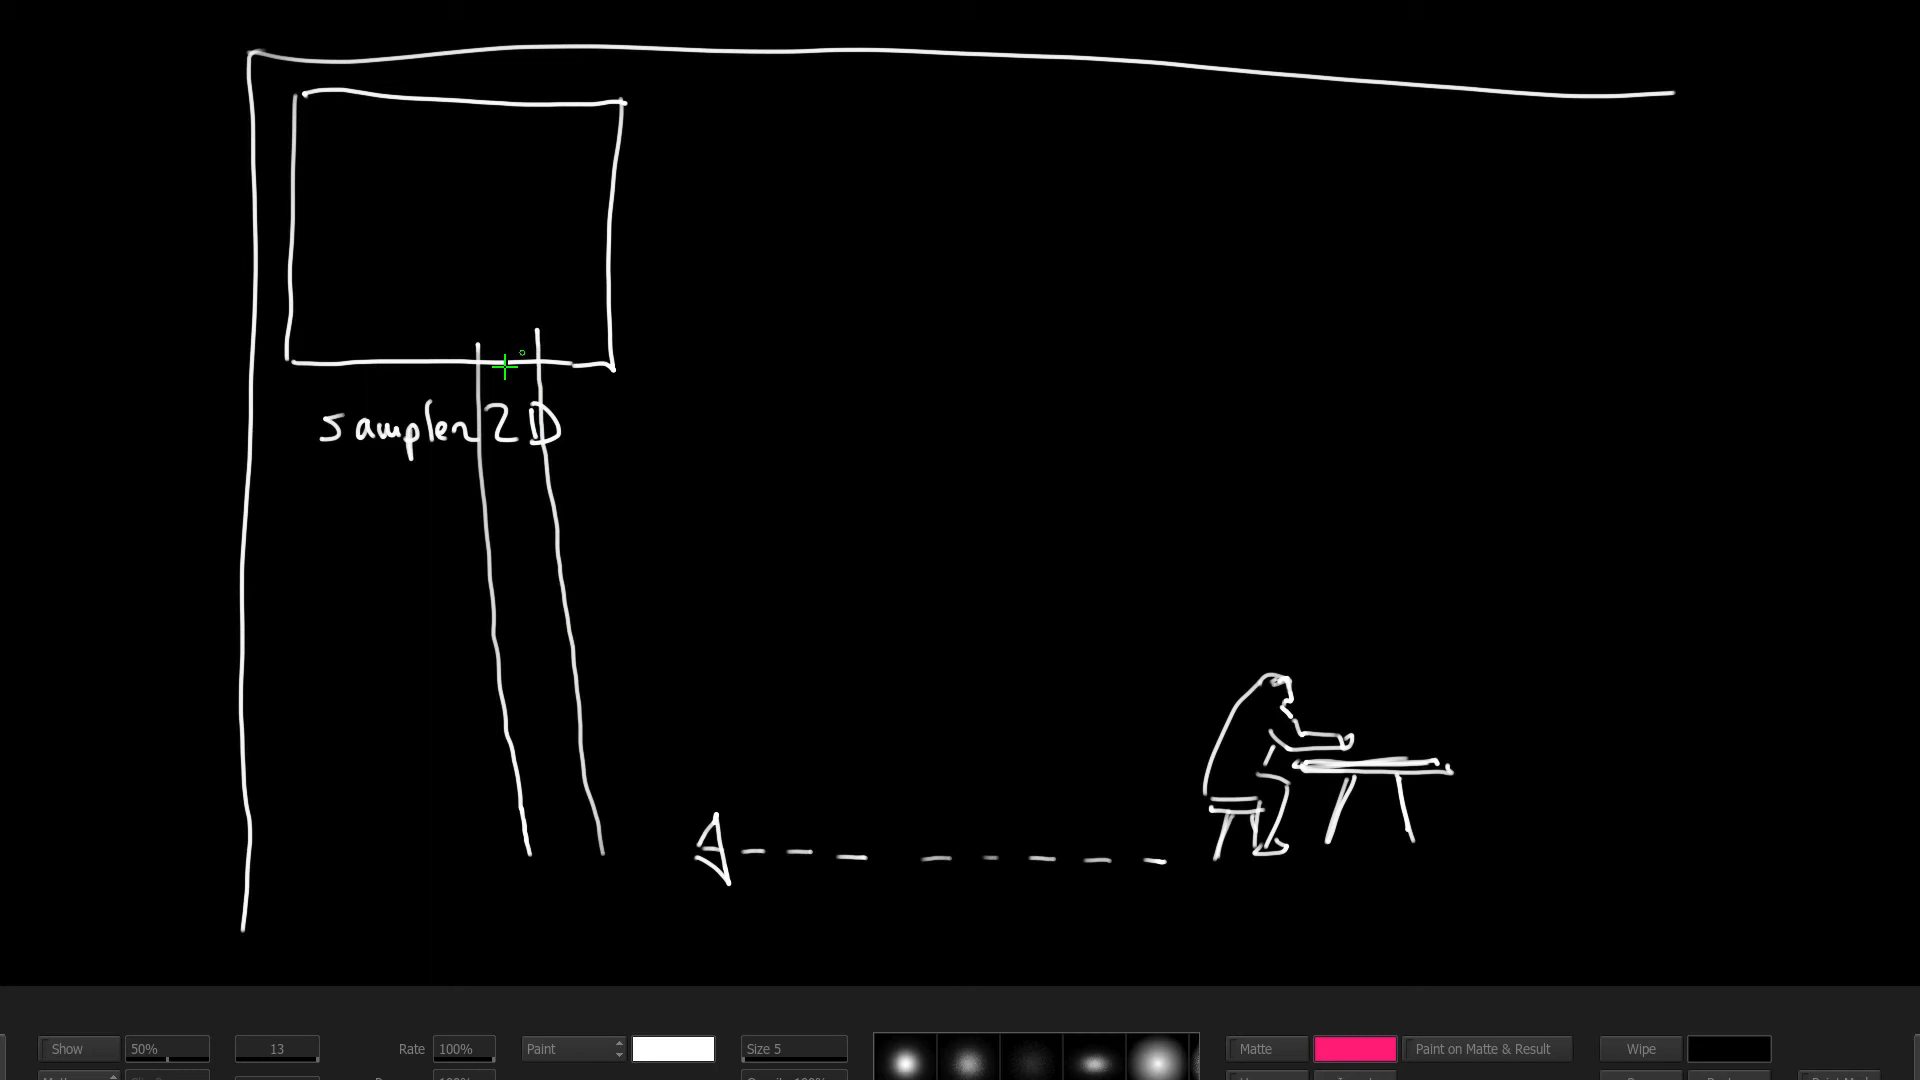 sampler2D
Show 50% 13 Rate 100% Paint Size 5 Matte Paint on Matte & Result Wipe